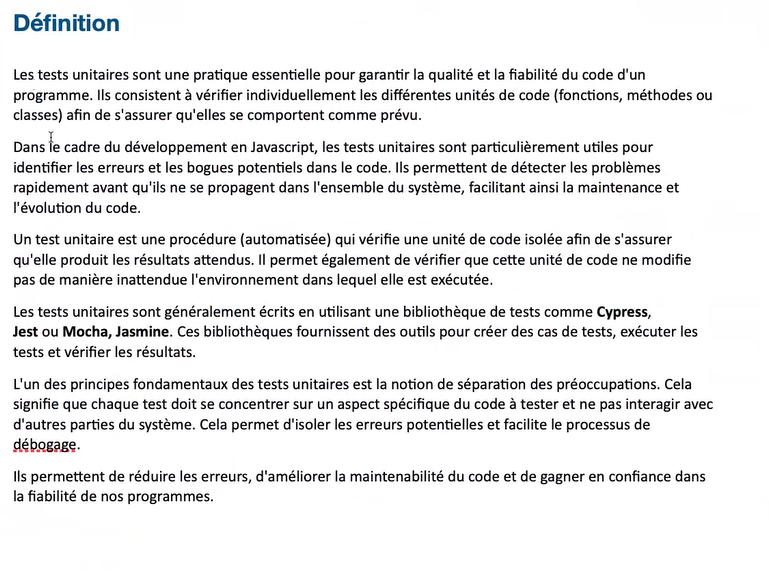 Définition
Les tests unitaires sont une pratique essentielle pour garantir la qualité et la fiabilité du code d'un
programme. Ils consistent à vérifier individuellement les différentes unités de code (fonctions, méthodes ou
classes) afin de s'assurer qu'elles se comportent comme prévu.
Dans le cadre du développement en Javascript, les tests unitaires sont particulièrement utiles pour
identifier les erreurs et les bogues potentiels dans le code. Ils permettent de détecter les problèmes
rapidement avant qu'ils ne se propagent dans l'ensemble du système, facilitant ainsi la maintenance et
l'évolution du code.
Un test unitaire est une procédure (automatisée) qui vérifie une unité de code isolée afin de s'assurer
qu'elle produit les résultats attendus. Il permet également de vérifier que cette unité de code ne modifie
pas de manière inattendue l'environnement dans lequel elle est exécutée.
Les tests unitaires sont généralement écrits en utilisant une bibliothèque de tests comme Cypress,
Jest ou Mocha, Jasmine. Ces bibliothèques fournissent des outils pour créer des cas de tests, exécuter les
tests et vérifier les résultats.
L'un des principes fondamentaux des tests unitaires est la notion de séparation des préoccupations. Cela
signifie que chaque test doit se concentrer sur un aspect spécifique du code à tester et ne pas interagir avec
d'autres parties du système. Cela permet d'isoler les erreurs potentielles et facilite le processus de
débogage.
Ils permettent de réduire les erreurs, d'améliorer la maintenabilité du code et de gagner en confiance dans
la fiabilité de nos programmes.